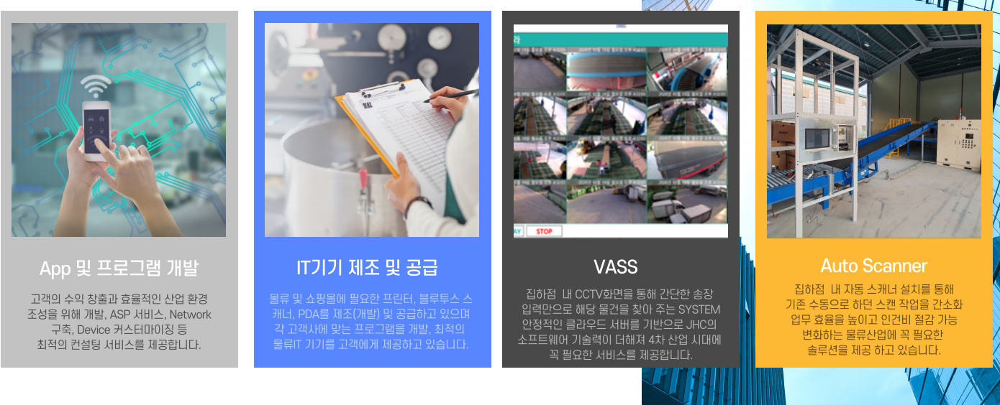 App 및 프로그램 개발
고객의 수익 창출과 효율적인 산업 환경
조성을 위해 개발, ASP 서비스, Network
구축, Device 커스터마이징 등
최적의 컨설팅 서비스를 제공합니다.
IT기기 제조 및 공급
물류 및 쇼핑몰에 필요한 프린터, 블루투스 스
캐너, PDA를 제조(개발) 및 공급하고 있으며
각 고객사에 맞는 프로그램을 개발, 최적의
물류IT 기기를 고객에게 제공하고 있습니다.
라
AY
STOP
VASS
집하점 내 CCTV화면을 통해 간단한 송장
입력만으로 해당 물건을 찾아 주는 SYSTEM
안정적인 클라우드 서버를 기반으로 JHC의
소프트웨어 기술력이 더해져 4차 산업 시대에
꼭 필요한 서비스를 제공합니다.
Auto Scanner
집하점 내 자동 스캐너 설치를 통해
기존 수동으로 하던 스캔 작업을 간소화
업무 효율을 높이고 인건비 절감 가능
변화하는 물류산업에 꼭 필요한
솔루션을 제공 하고 있습니다.